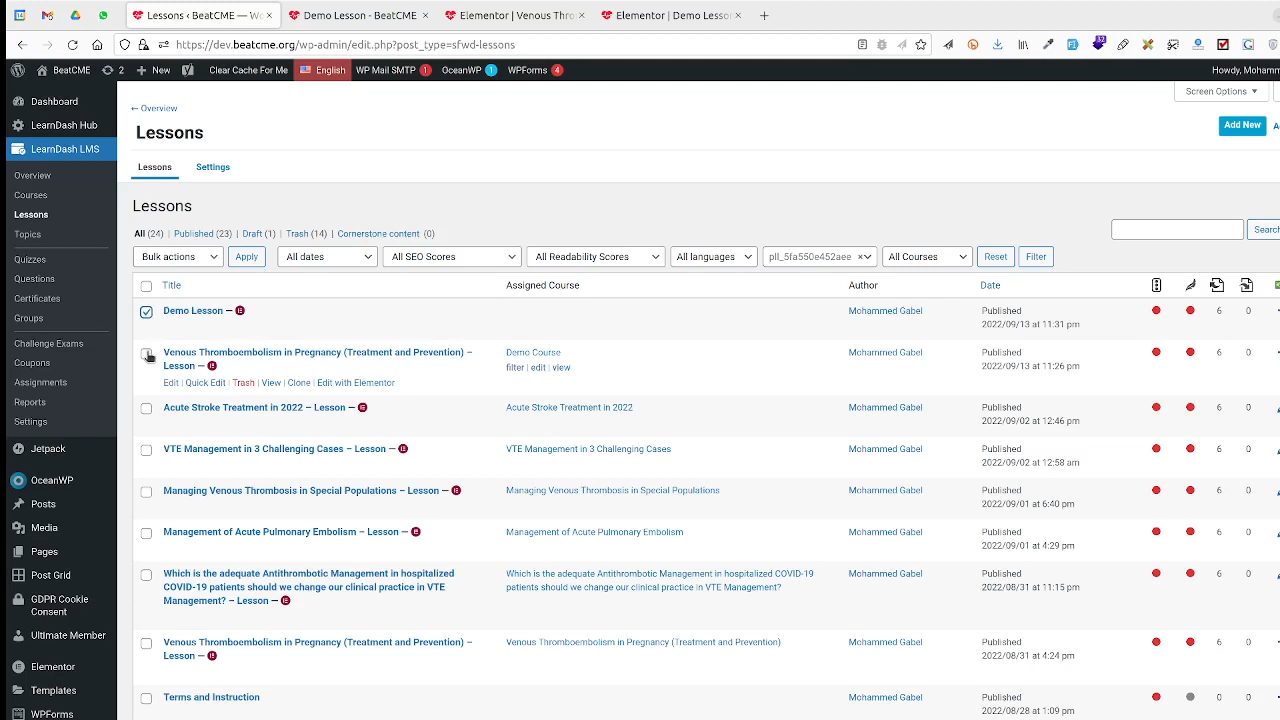 Lessons ‹ BeatCME — Wo
Demo Lesson - BeatCME
Elementor | Venous Thro
Elementor | Demo Lesson
https://dev.beatcme.org/wp-admin/edit.php?post_type=sfwd-lessons
BeatCME
2
New
Clear Cache For Me
English
WP Mail SMTP 1
OceanWP 1
WPForms 4
Howdy, Mohamm
Dashboard
LearnDash Hub
LearnDash LMS
Overview
Courses
Lessons
Topics
Quizzes
Questions
Certificates
Groups
Challenge Exams
Coupons
Assignments
Reports
Settings
Jetpack
OceanWP
Posts
Media
Pages
Post Grid
GDPR Cookie
Consent
Ultimate Member
Elementor
Templates
WPForms
Screen Options
← Overview
Lessons
Add New
Lessons
Settings
Lessons
All (24) | Published (23) | Draft (1) | Trash (14) | Cornerstone content (0)
Search
Bulk actions
Apply
All dates
All SEO Scores
All Readability Scores
All languages
pll_5fa550e452aee ×
All Courses
Reset
Filter
Title
Assigned Course
Author
Date
Demo Lesson —
Mohammed Gabel
Published
2022/09/13 at 11:31 pm
6
0
Venous Thromboembolism in Pregnancy (Treatment and Prevention) –
Lesson —
Edit | Quick Edit | Trash | View | Clone | Edit with Elementor
Demo Course
filter | edit | view
Mohammed Gabel
Published
2022/09/13 at 11:26 pm
6
0
Acute Stroke Treatment in 2022 – Lesson —
Acute Stroke Treatment in 2022
Mohammed Gabel
Published
2022/09/02 at 12:46 pm
6
0
VTE Management in 3 Challenging Cases – Lesson —
VTE Management in 3 Challenging Cases
Mohammed Gabel
Published
2022/09/02 at 12:58 am
6
0
Managing Venous Thrombosis in Special Populations – Lesson —
Managing Venous Thrombosis in Special Populations
Mohammed Gabel
Published
2022/09/01 at 6:40 pm
6
0
Management of Acute Pulmonary Embolism – Lesson —
Management of Acute Pulmonary Embolism
Mohammed Gabel
Published
2022/09/01 at 4:29 pm
6
0
Which is the adequate Antithrombotic Management in hospitalized
COVID-19 patients should we change our clinical practice in VTE
Management? – Lesson —
Which is the adequate Antithrombotic Management in hospitalized COVID-19
patients should we change our clinical practice in VTE Management?
Mohammed Gabel
Published
2022/08/31 at 11:15 pm
6
0
Venous Thromboembolism in Pregnancy (Treatment and Prevention) –
Lesson —
Venous Thromboembolism in Pregnancy (Treatment and Prevention)
Mohammed Gabel
Published
2022/08/31 at 4:24 pm
6
0
Terms and Instruction
Mohammed Gabel
Published
2022/08/28 at 1:09 pm
0
0